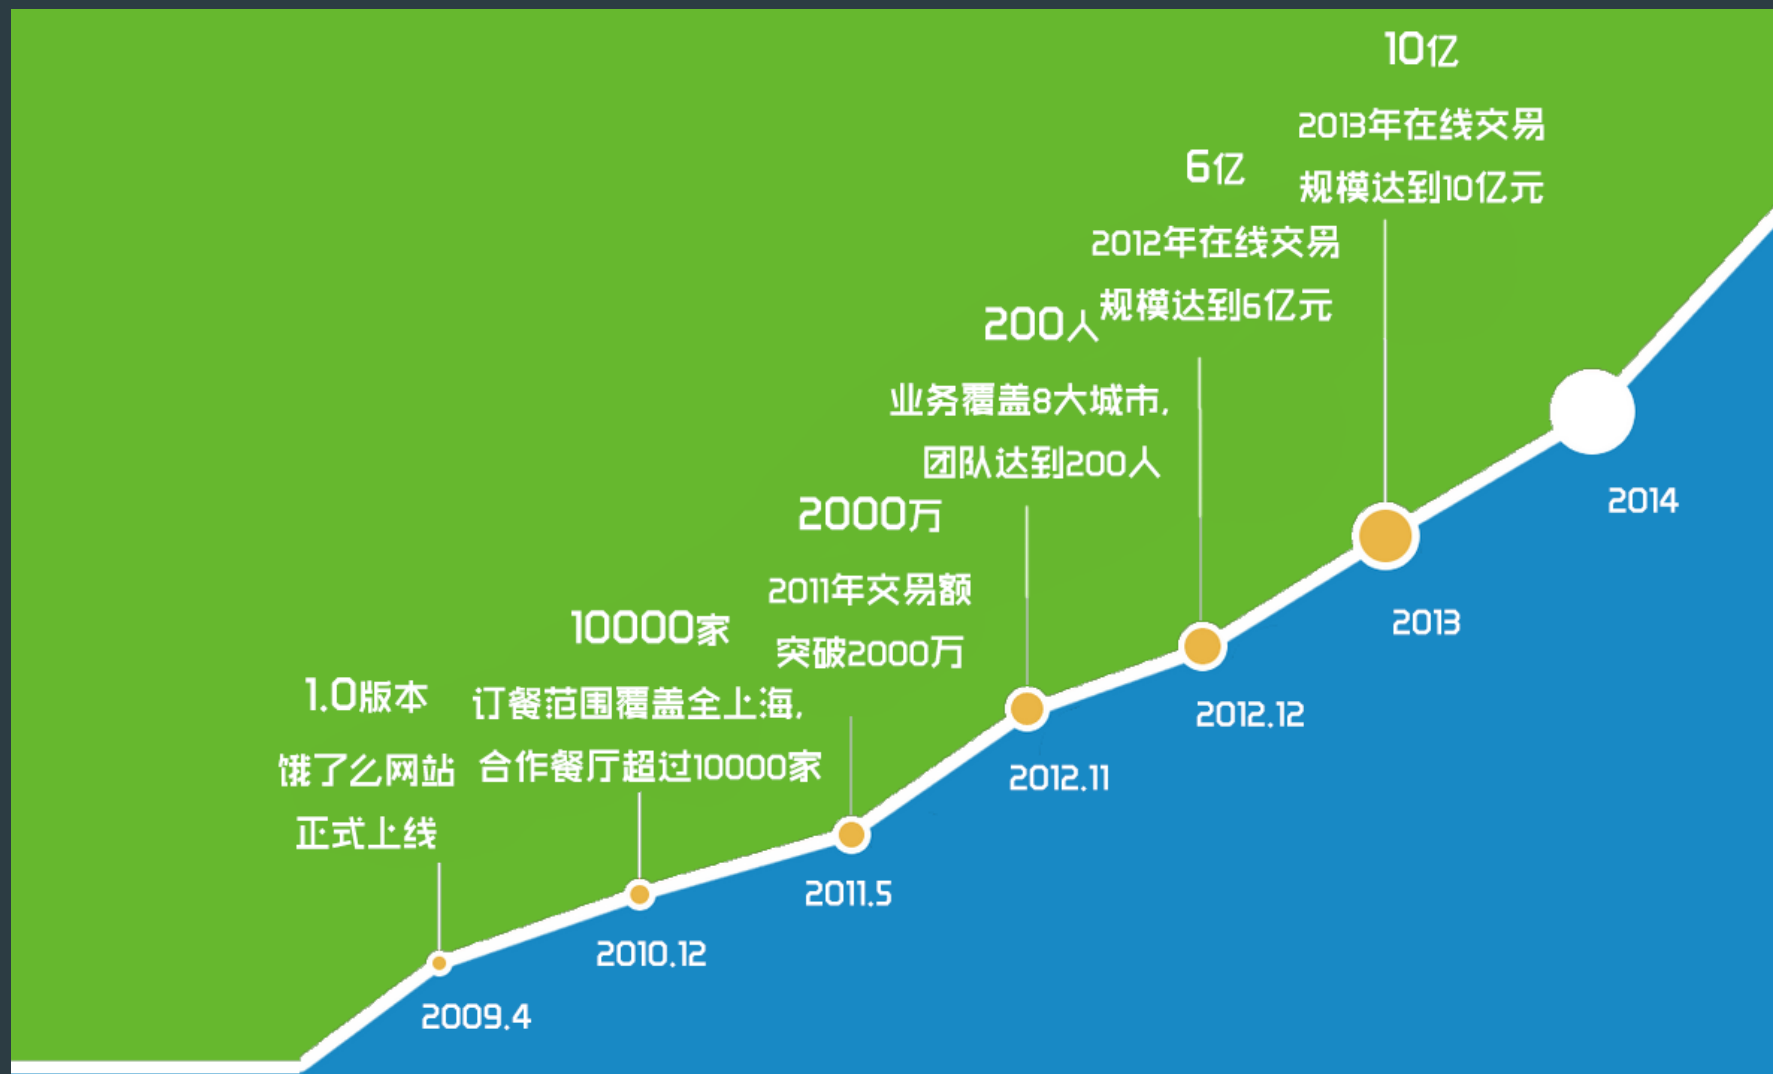 1.0版本
饿了么网站
正式上线
2009.4
10000家
订餐范围覆盖全上海,
合作餐厅超过10000家
2010.12
2000万
2011年交易额
突破2000万
2011.5
200人
业务覆盖8大城市,
团队达到200人
2012.11
6亿
2012年在线交易
规模达到6亿元
2012.12
10亿
2013年在线交易
规模达到10亿元
2013
2014